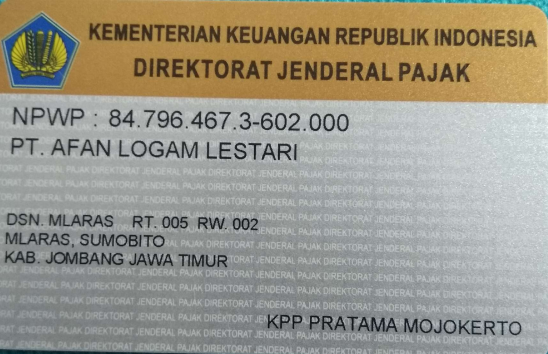 KEMENTERIAN KEUANGAN REPUBLIK INDONESIA
DIREKTORAT JENDERAL PAJAK
NPWP : 84.796.467.3-602.000
PT. AFAN LOGAM LESTARI
DSN. MLARAS RT. 005 RW. 002
MLARAS, SUMOBITO
KAB. JOMBANG JAWA TIMUR
KPP PRATAMA MOJOKERTO